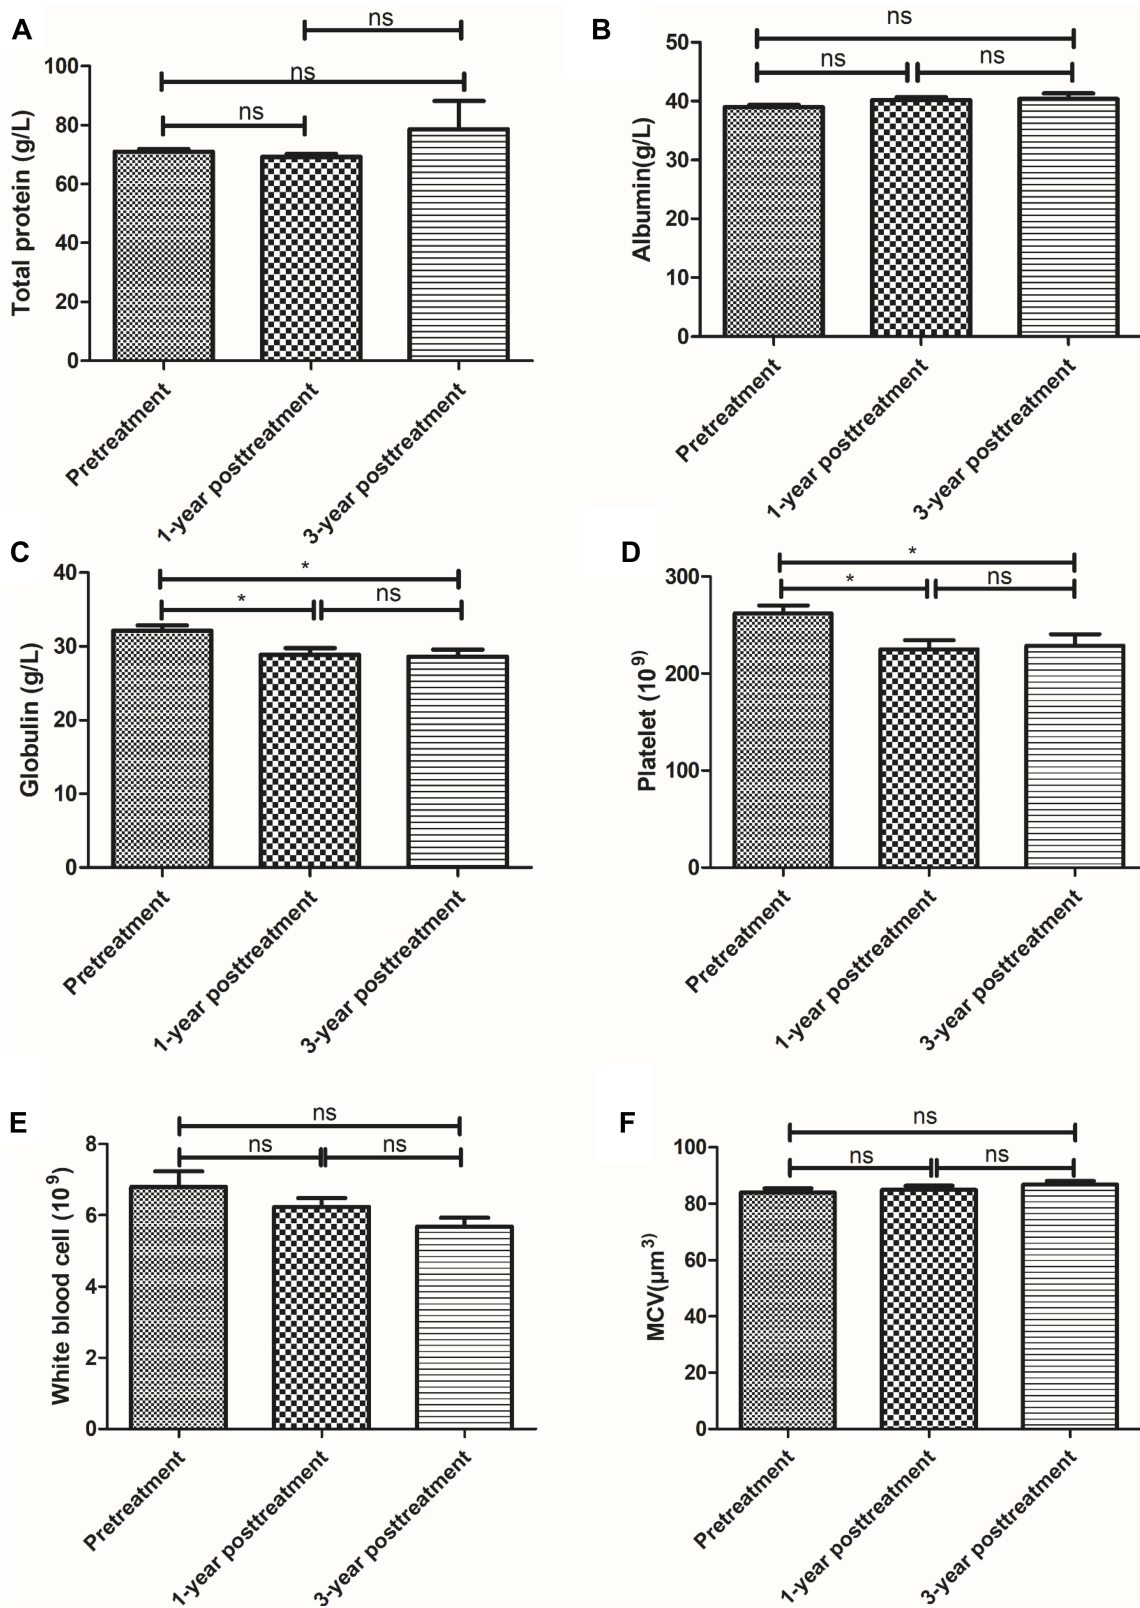 A
ns
ns
ns
100
80
60
40
20
0
Total protein (g/L)
Pretreatment
1-year posttreatment
3-year posttreatment
B
ns
ns
ns
50
40
30
20
10
0
Albumin(g/L)
Pretreatment
1-year posttreatment
3-year posttreatment
C
*
*
ns
40
30
20
10
0
Globulin (g/L)
Pretreatment
1-year posttreatment
3-year posttreatment
D
*
*
ns
300
200
100
0
Platelet (10⁹)
Pretreatment
1-year posttreatment
3-year posttreatment
E
ns
ns
ns
8
6
4
2
0
White blood cell (10⁹)
Pretreatment
1-year posttreatment
3-year posttreatment
F
ns
ns
ns
100
80
60
40
20
0
MCV(μm³)
Pretreatment
1-year posttreatment
3-year posttreatment